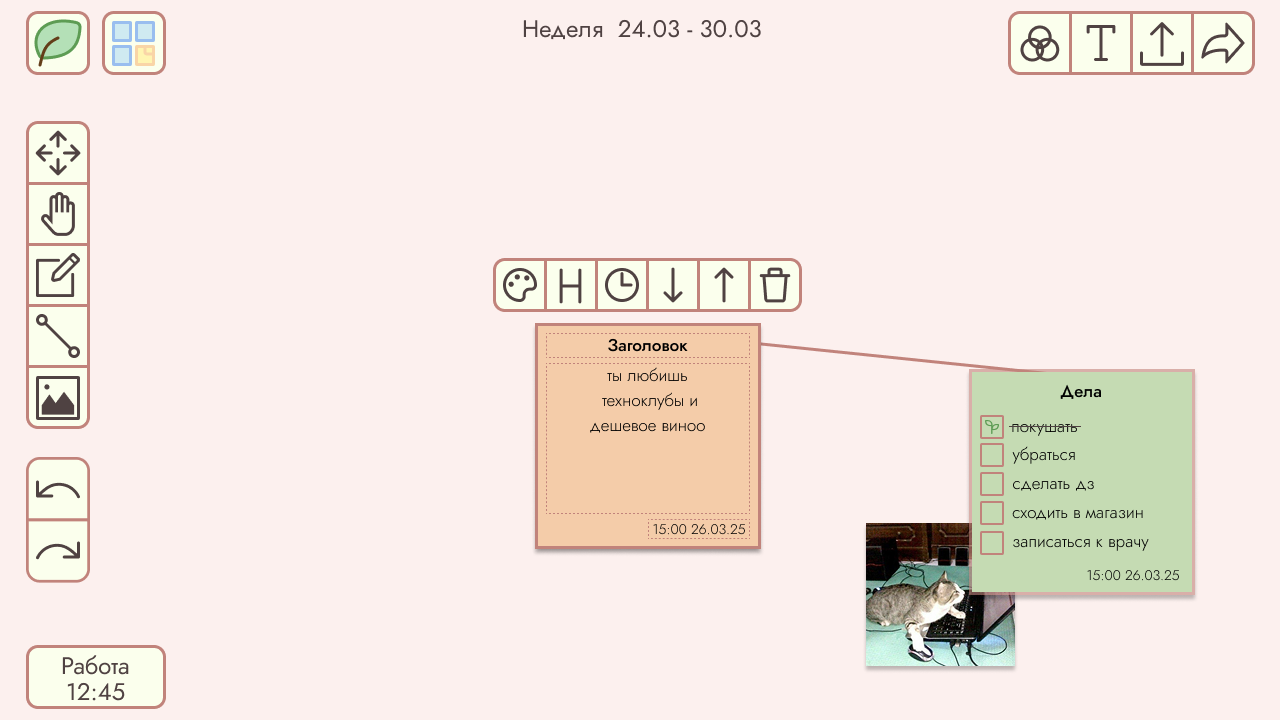 Неделя 24.03 - 30.03
T
H
Заголовок
ты любишь
техноклубы и
дешевое виноо
15:00 26.03.25
Дела
покушать
убраться
сделать дз
сходить в магазин
записаться к врачу
15:00 26.03.25
Работа
12:45